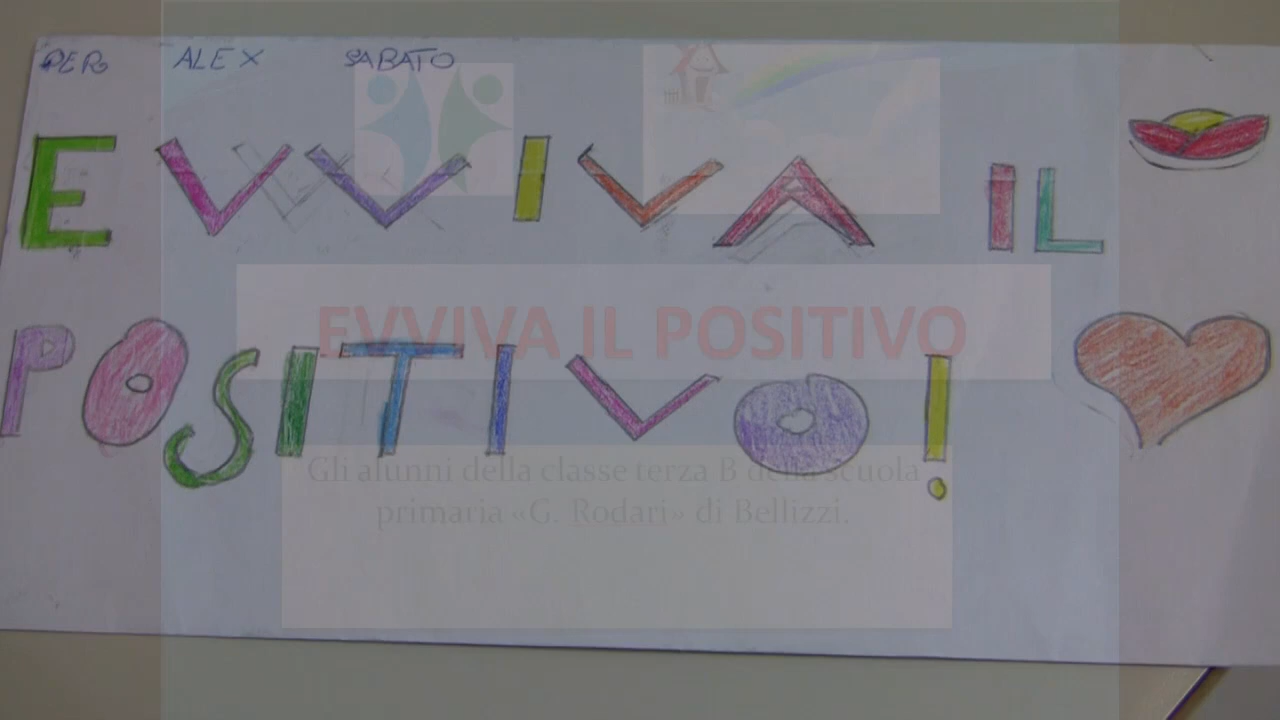 PER ALEX SABATO
EVVIVA IL
EVVIVA IL POSITIVO
POSITIVO!
Gli alunni della classe terza B della scuola
primaria «G. Rodari» di Bellizzi,